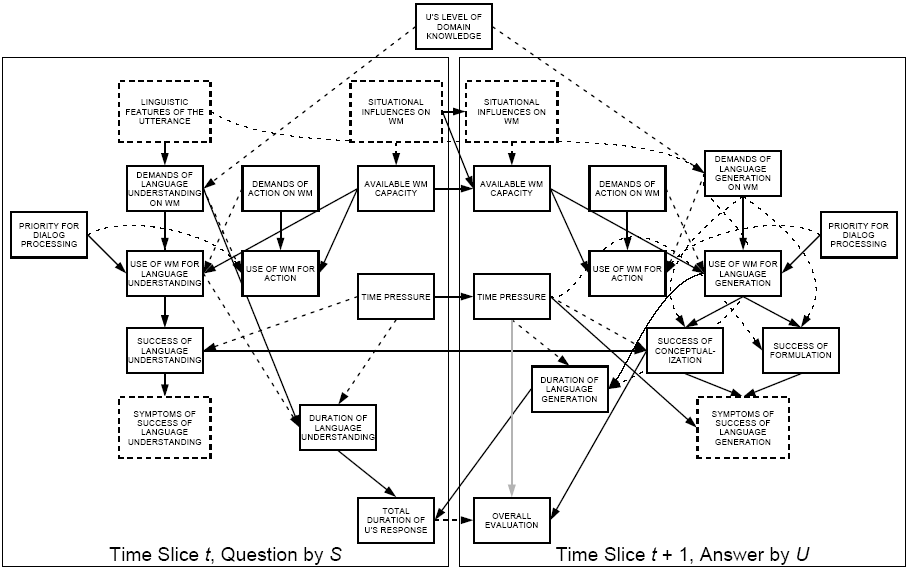 U'S LEVEL OF
DOMAIN
KNOWLEDGE
LINGUISTIC
FEATURES OF THE
UTTERANCE
SITUATIONAL
INFLUENCES ON
WM
DEMANDS OF
LANGUAGE
UNDERSTANDING
ON WM
DEMANDS OF
ACTION ON WM
AVAILABLE WM
CAPACITY
PRIORITY FOR
DIALOG
PROCESSING
USE OF WM FOR
LANGUAGE
UNDERSTANDING
USE OF WM FOR
ACTION
TIME PRESSURE
SUCCESS OF
LANGUAGE
UNDERSTANDING
SYMPTOMS OF
SUCCESS OF
LANGUAGE
UNDERSTANDING
DURATION OF
LANGUAGE
UNDERSTANDING
TOTAL
DURATION OF
U'S RESPONSE
Time Slice t, Question by S
SITUATIONAL
INFLUENCES ON
WM
DEMANDS OF
LANGUAGE
GENERATION
ON WM
AVAILABLE WM
CAPACITY
DEMANDS OF
ACTION ON WM
PRIORITY FOR
DIALOG
PROCESSING
USE OF WM FOR
ACTION
USE OF WM FOR
LANGUAGE
GENERATION
TIME PRESSURE
SUCCESS OF
CONCEPTUAL-
IZATION
SUCCESS OF
FORMULATION
DURATION OF
LANGUAGE
GENERATION
SYMPTOMS OF
SUCCESS OF
LANGUAGE
GENERATION
OVERALL
EVALUATION
Time Slice t + 1, Answer by U